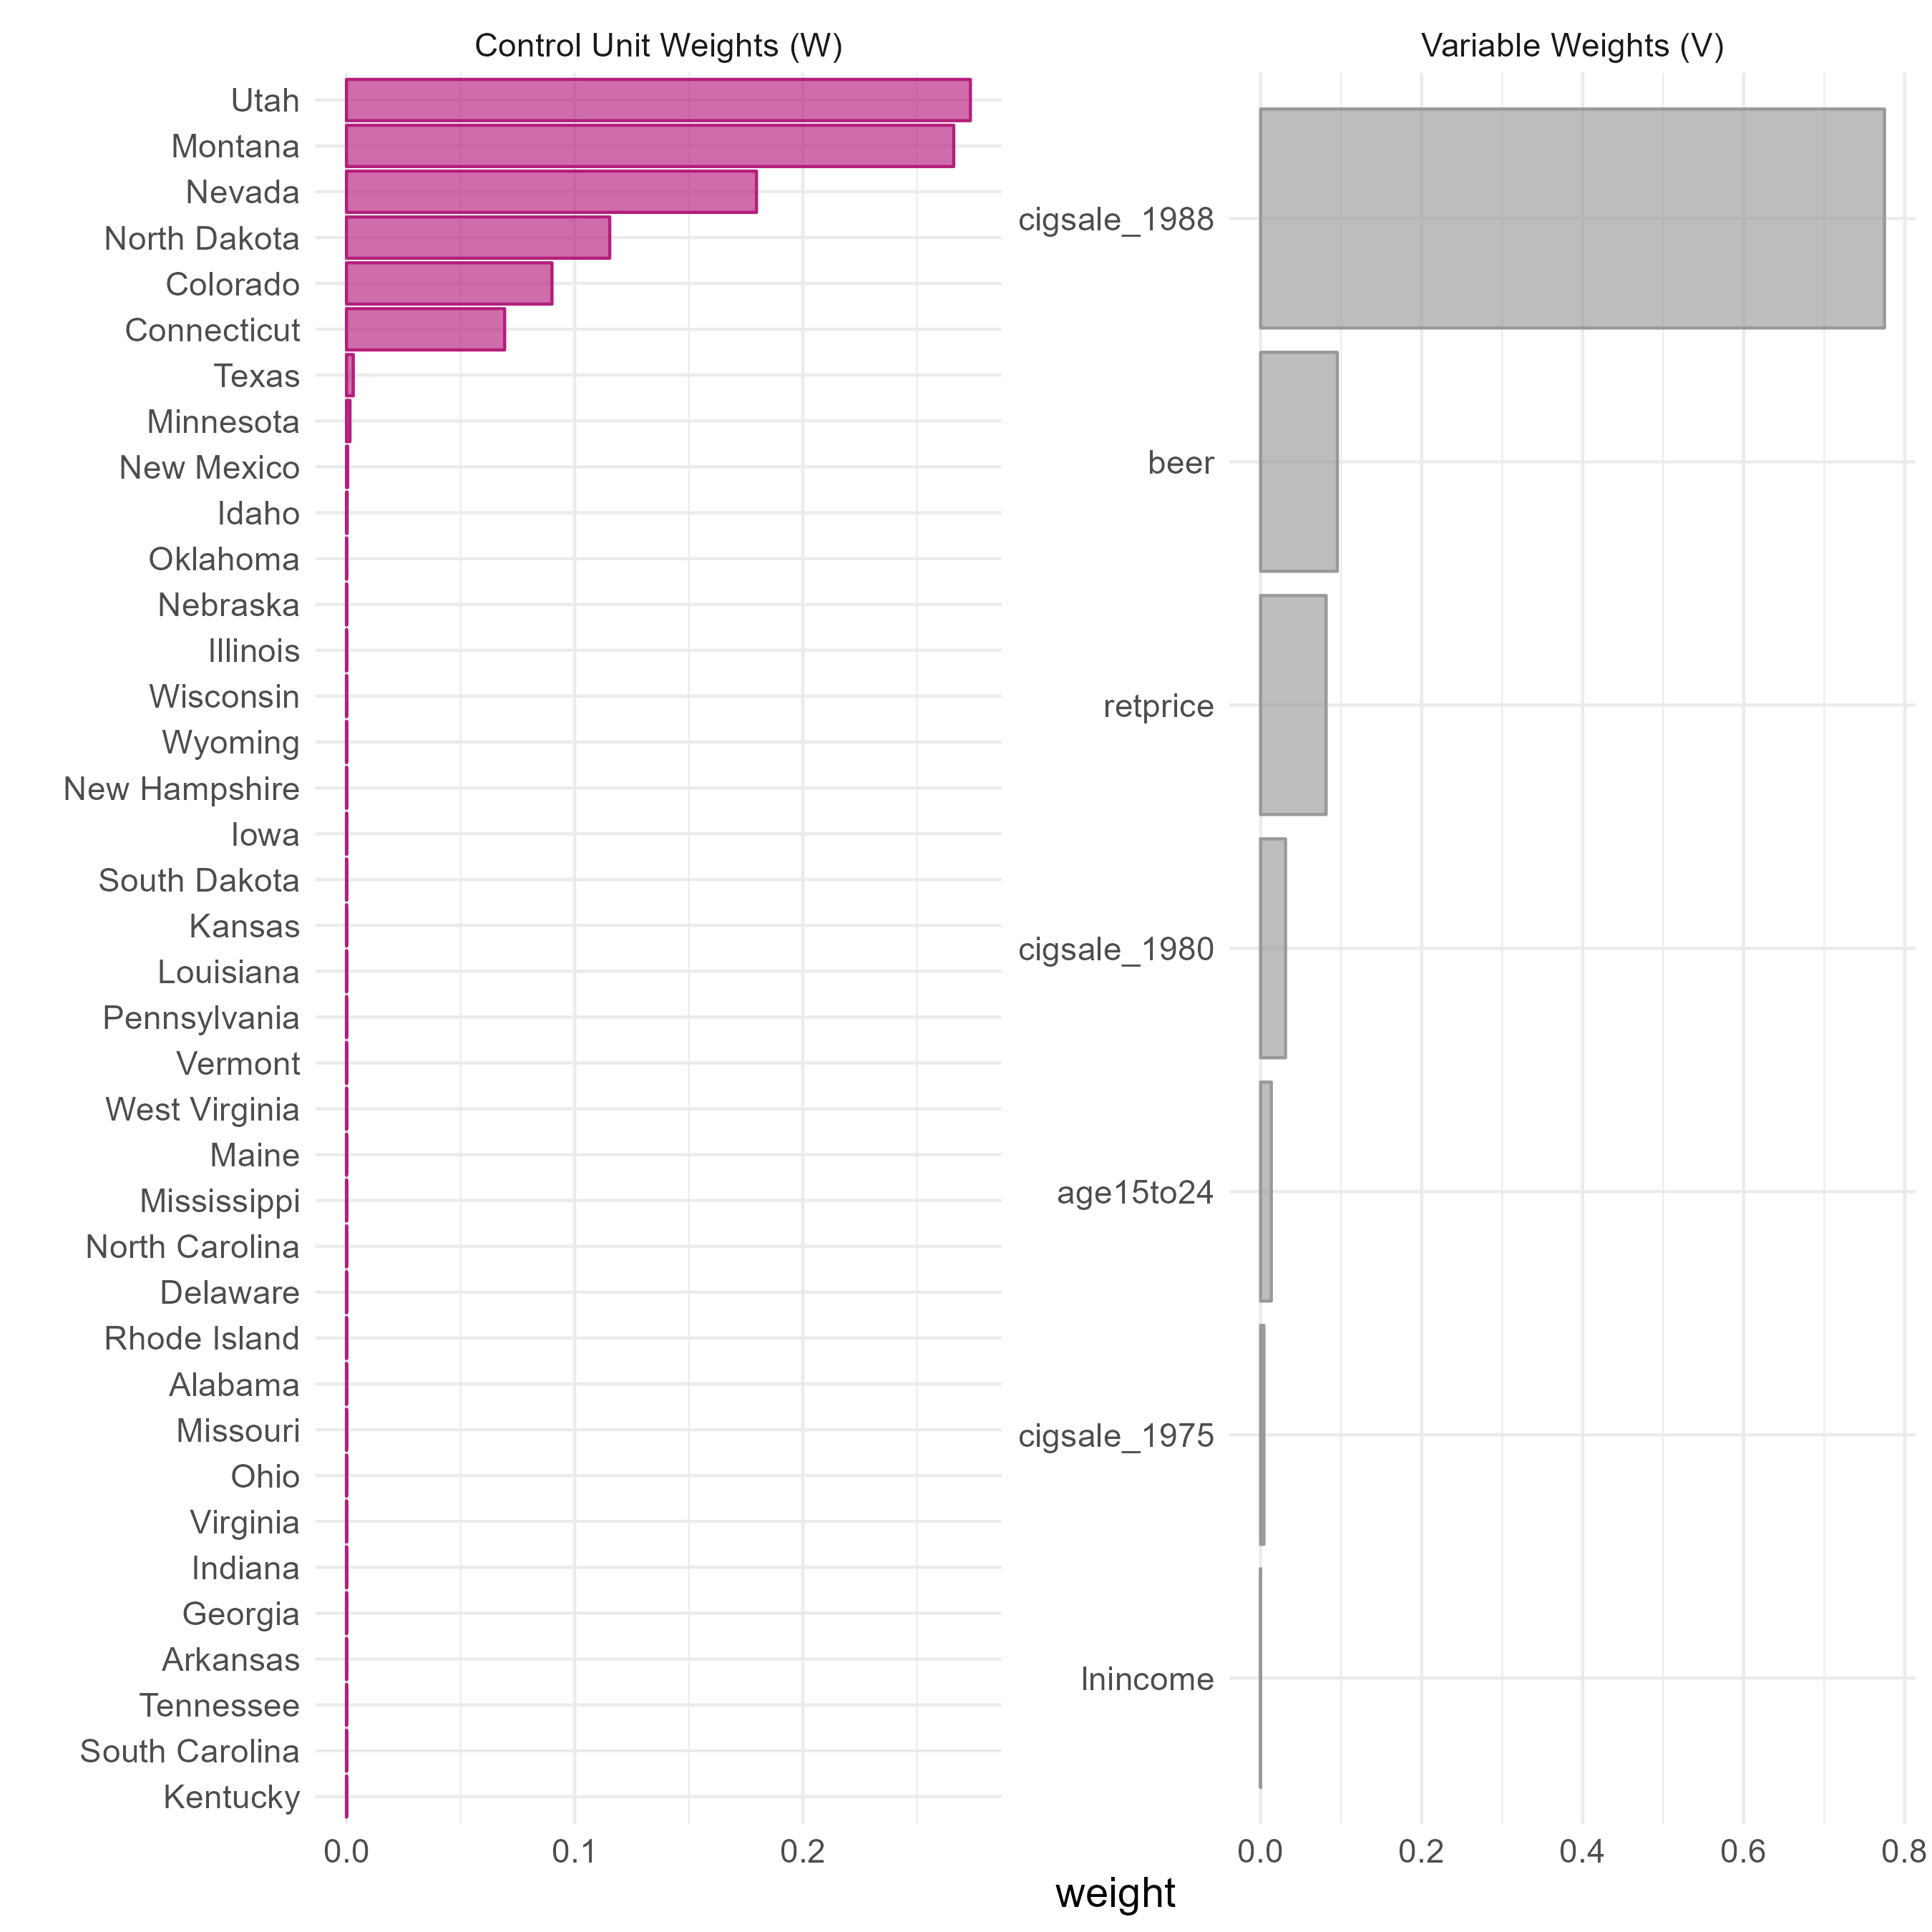 Control Unit Weights (W)
Utah
Montana
Nevada
North Dakota
Colorado
Connecticut
Texas
Minnesota
New Mexico
Idaho
Oklahoma
Nebraska
Illinois
Wisconsin
Wyoming
New Hampshire
Iowa
South Dakota
Kansas
Louisiana
Pennsylvania
Vermont
West Virginia
Maine
Mississippi
North Carolina
Delaware
Rhode Island
Alabama
Missouri
Ohio
Virginia
Indiana
Georgia
Arkansas
Tennessee
South Carolina
Kentucky
0.0 0.1 0.2
Variable Weights (V)
cigsale_1988
beer
retprice
cigsale_1980
age15to24
cigsale_1975
lnincome
0.0 0.2 0.4 0.6 0.8
weight